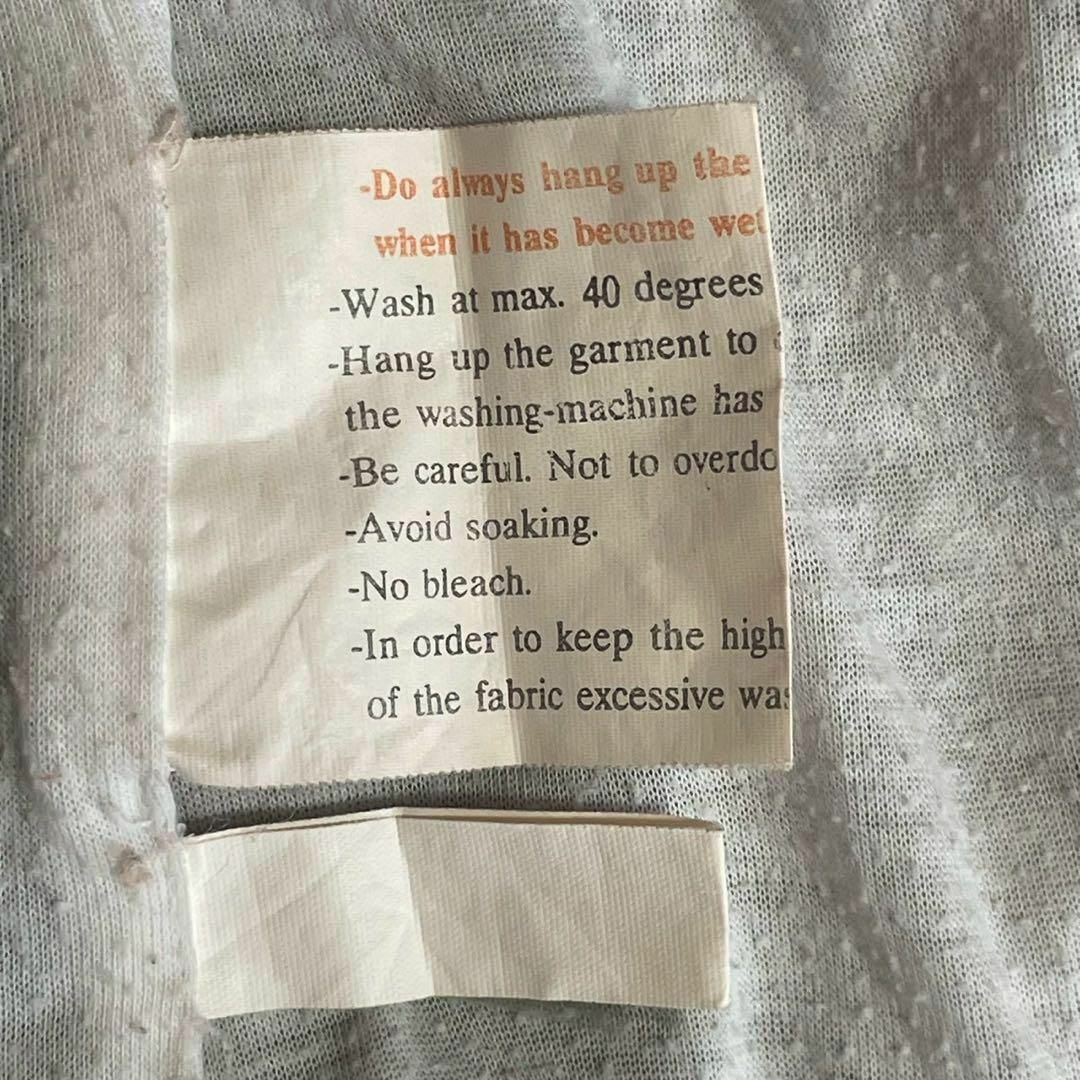 -Do always hang up the
when it has become wet
-Wash at max. 40 degrees
-Hang up the garment to
the washing-machine has
-Be careful. Not to overdo
-Avoid soaking.
-No bleach.
-In order to keep the high
of the fabric excessive